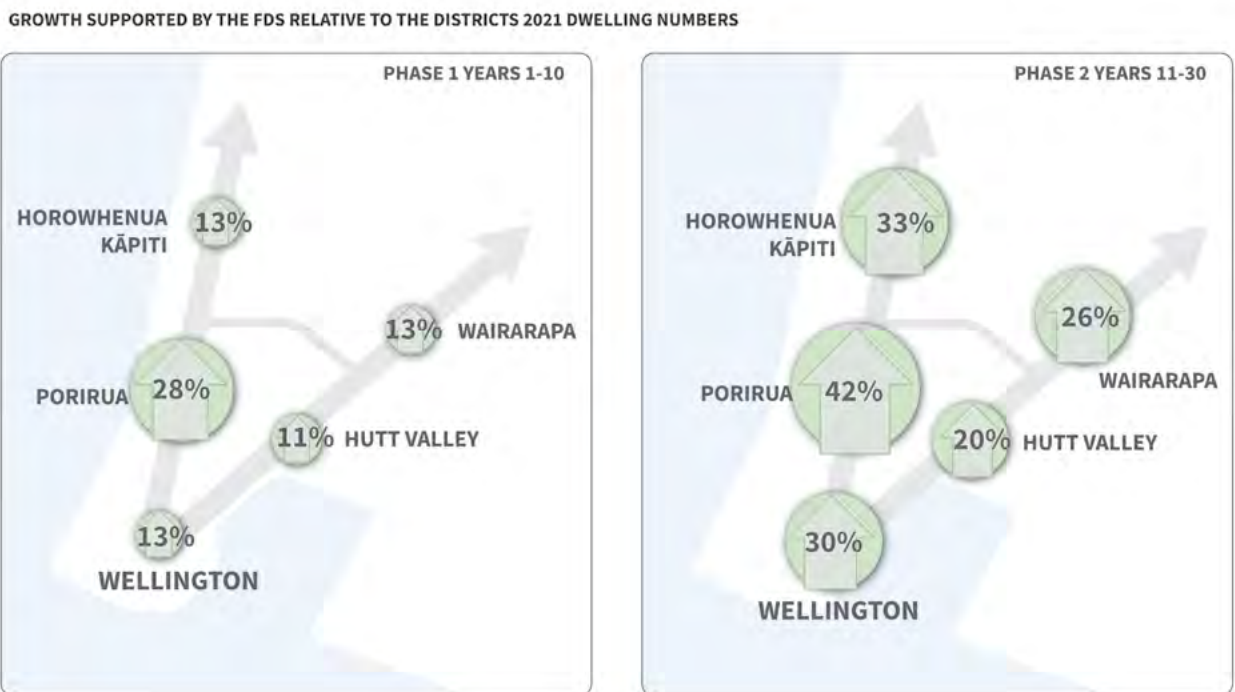 GROWTH SUPPORTED BY THE FDS RELATIVE TO THE DISTRICTS 2021 DWELLING NUMBERS
PHASE 1 YEARS 1-10
HOROWHENUA
KĀPITI
13%
13%
WAIRARAPA
PORIRUA
28%
11%
HUTT VALLEY
13%
WELLINGTON
PHASE 2 YEARS 11-30
HOROWHENUA
KĀPITI
33%
26%
WAIRARAPA
PORIRUA
42%
20%
HUTT VALLEY
30%
WELLINGTON